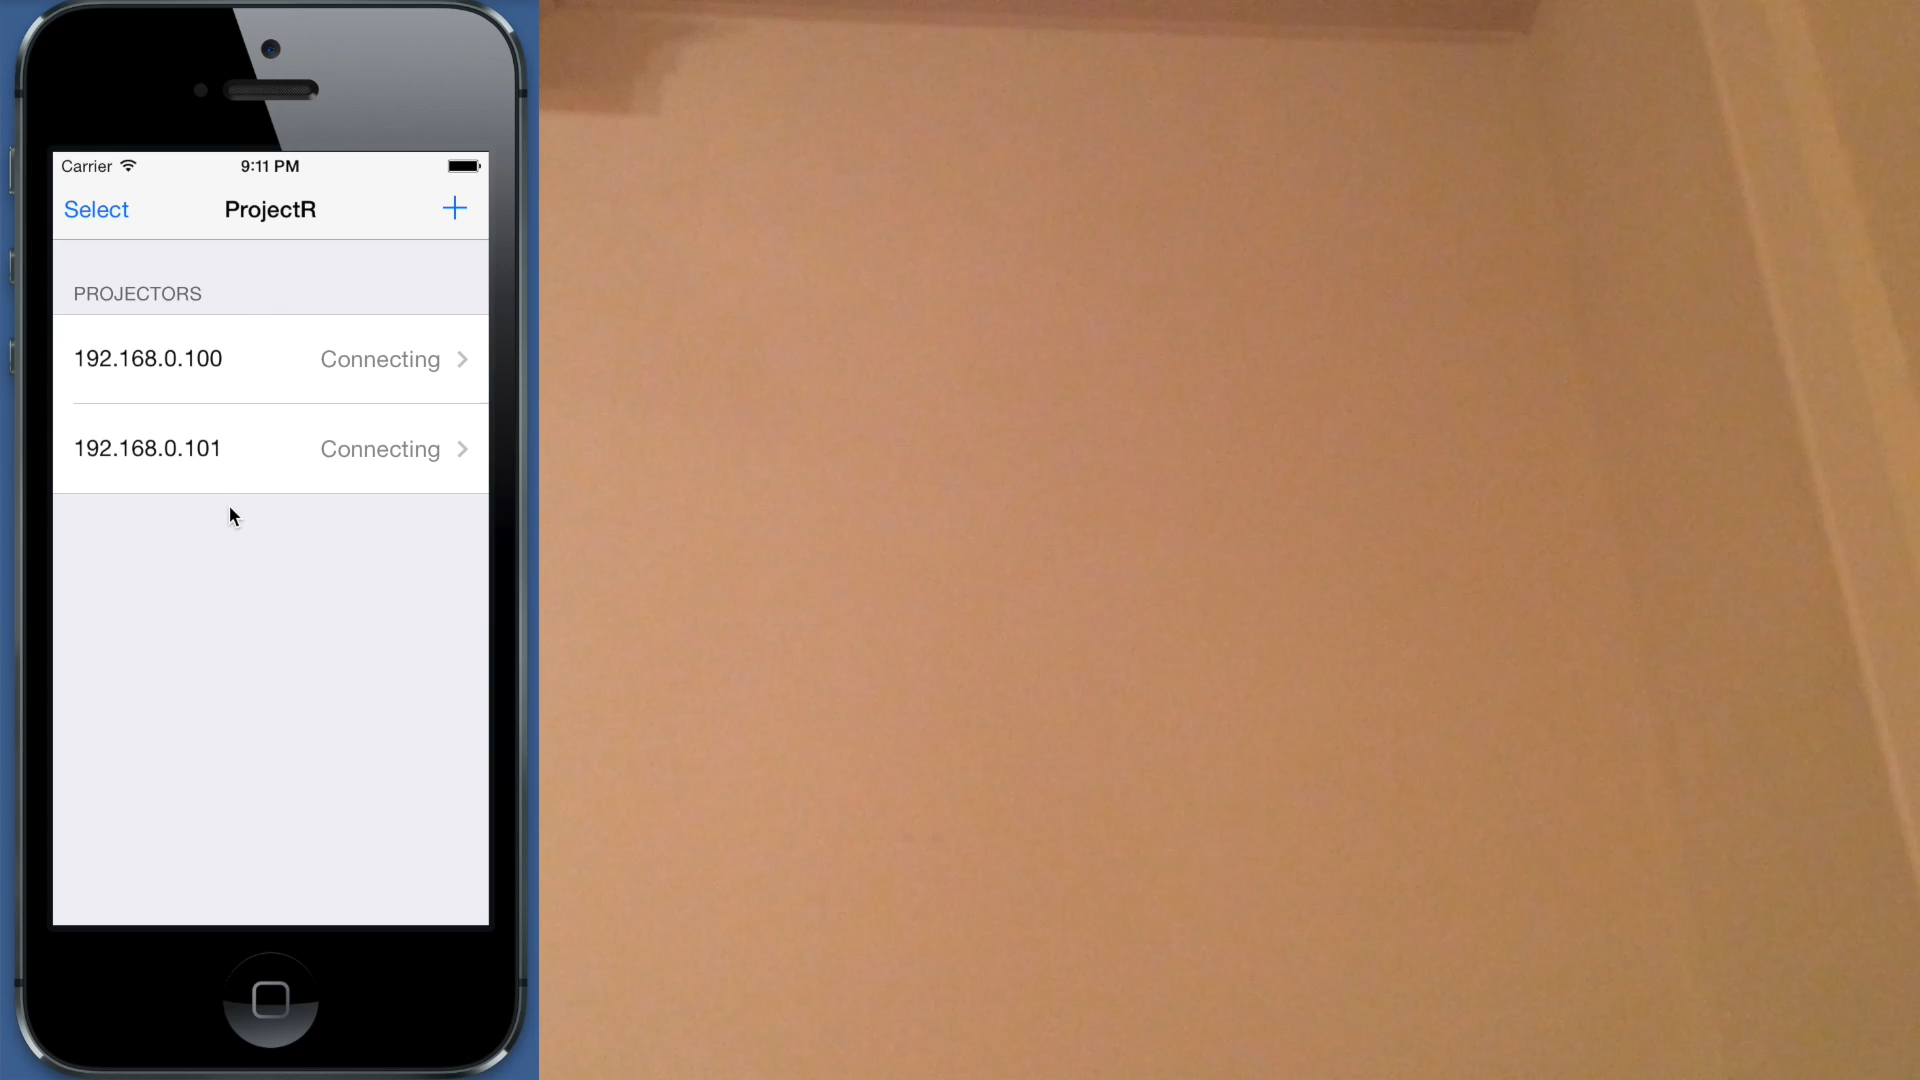 Carrier 9:11 PM
Select ProjectR +
PROJECTORS
192.168.0.100 Connecting
192.168.0.101 Connecting